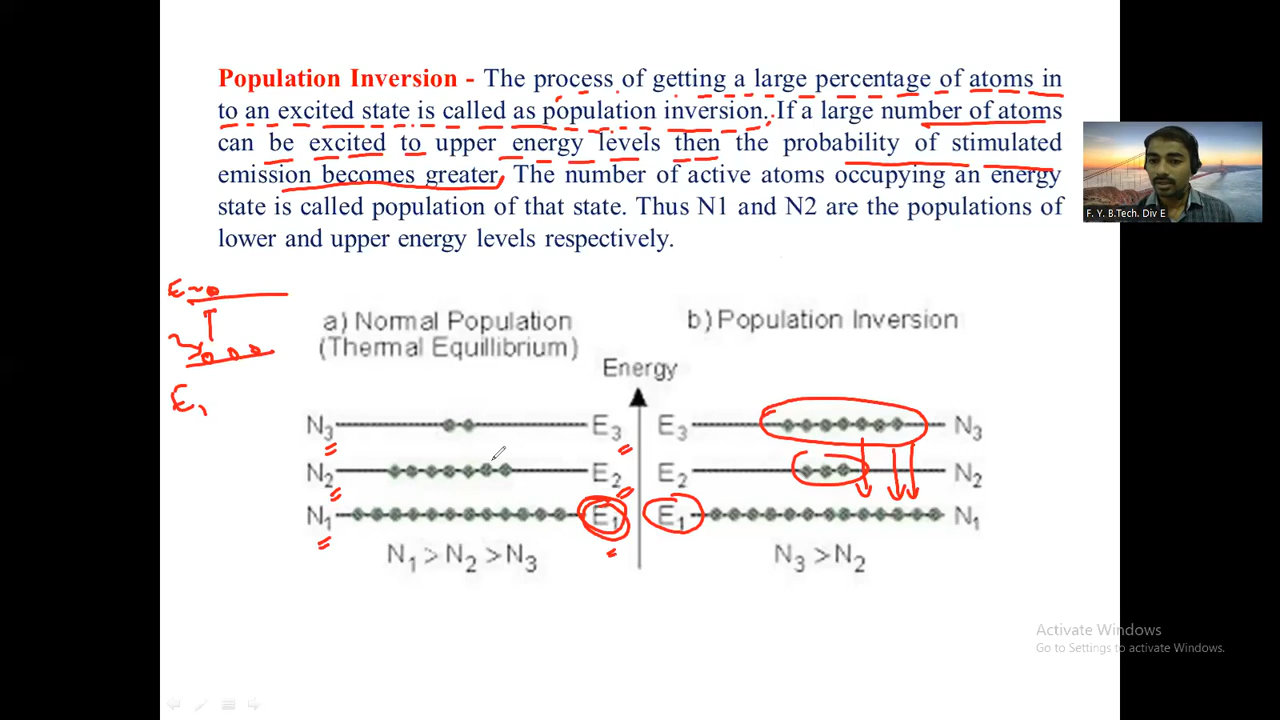 Population Inversion - The process of getting a large percentage of atoms in
to an excited state is called as population inversion.. If a large number of atoms
can be excited to upper energy levels then the probability of stimulated
emission becomes greater. The number of active atoms occupying an energy
state is called population of that state. Thus N1 and N2 are the populations of
lower and upper energy levels respectively.
F. Y. B.Tech. Div E
E₁
a) Normal Population
(Thermal Equillibrium)
b) Population Inversion
Energy
N₃ E₃ E₃ N₃
N₂ E₂ E₂ N₂
N₁ E₁ E₁ N₁
N₁ > N₂ > N₃ N₃ > N₂
Activate Windows
Go to Settings to activate Windows.